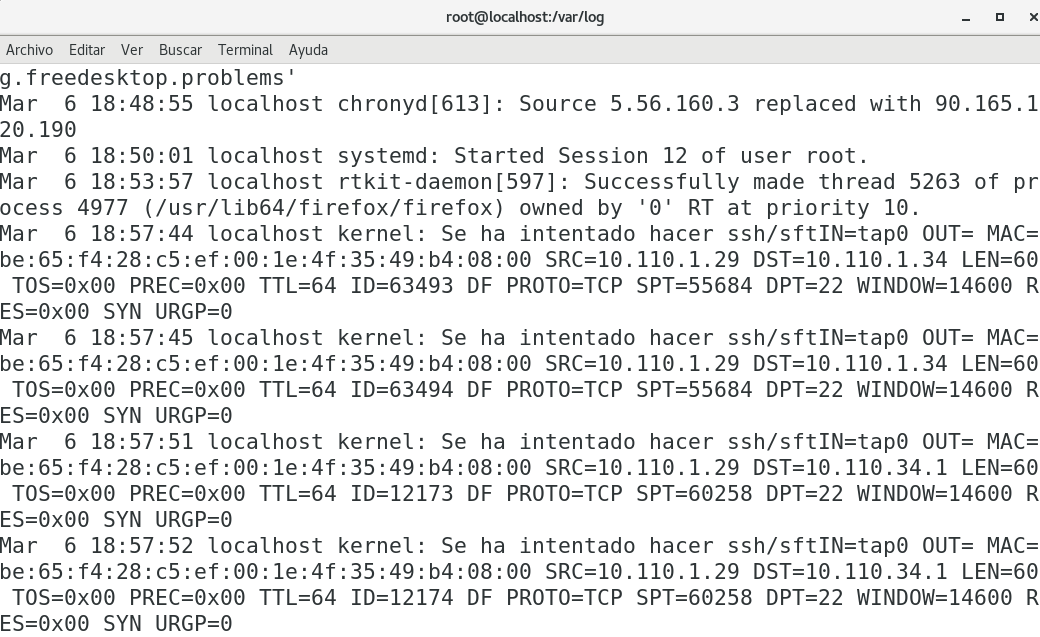 root@localhost:/var/log
Archivo Editar Ver Buscar Terminal Ayuda
g.freedesktop.problems'
Mar  6 18:48:55 localhost chronyd[613]: Source 5.56.160.3 replaced with 90.165.1
20.190
Mar  6 18:50:01 localhost systemd: Started Session 12 of user root.
Mar  6 18:53:57 localhost rtkit-daemon[597]: Successfully made thread 5263 of pr
ocess 4977 (/usr/lib64/firefox/firefox) owned by '0' RT at priority 10.
Mar  6 18:57:44 localhost kernel: Se ha intentado hacer ssh/sftIN=tap0 OUT= MAC=
be:65:f4:28:c5:ef:00:1e:4f:35:49:b4:08:00 SRC=10.110.1.29 DST=10.110.1.34 LEN=60
 TOS=0x00 PREC=0x00 TTL=64 ID=63493 DF PROTO=TCP SPT=55684 DPT=22 WINDOW=14600 R
ES=0x00 SYN URGP=0
Mar  6 18:57:45 localhost kernel: Se ha intentado hacer ssh/sftIN=tap0 OUT= MAC=
be:65:f4:28:c5:ef:00:1e:4f:35:49:b4:08:00 SRC=10.110.1.29 DST=10.110.1.34 LEN=60
 TOS=0x00 PREC=0x00 TTL=64 ID=63494 DF PROTO=TCP SPT=55684 DPT=22 WINDOW=14600 R
ES=0x00 SYN URGP=0
Mar  6 18:57:51 localhost kernel: Se ha intentado hacer ssh/sftIN=tap0 OUT= MAC=
be:65:f4:28:c5:ef:00:1e:4f:35:49:b4:08:00 SRC=10.110.1.29 DST=10.110.34.1 LEN=60
 TOS=0x00 PREC=0x00 TTL=64 ID=12173 DF PROTO=TCP SPT=60258 DPT=22 WINDOW=14600 R
ES=0x00 SYN URGP=0
Mar  6 18:57:52 localhost kernel: Se ha intentado hacer ssh/sftIN=tap0 OUT= MAC=
be:65:f4:28:c5:ef:00:1e:4f:35:49:b4:08:00 SRC=10.110.1.29 DST=10.110.34.1 LEN=60
 TOS=0x00 PREC=0x00 TTL=64 ID=12174 DF PROTO=TCP SPT=60258 DPT=22 WINDOW=14600 R
ES=0x00 SYN URGP=0